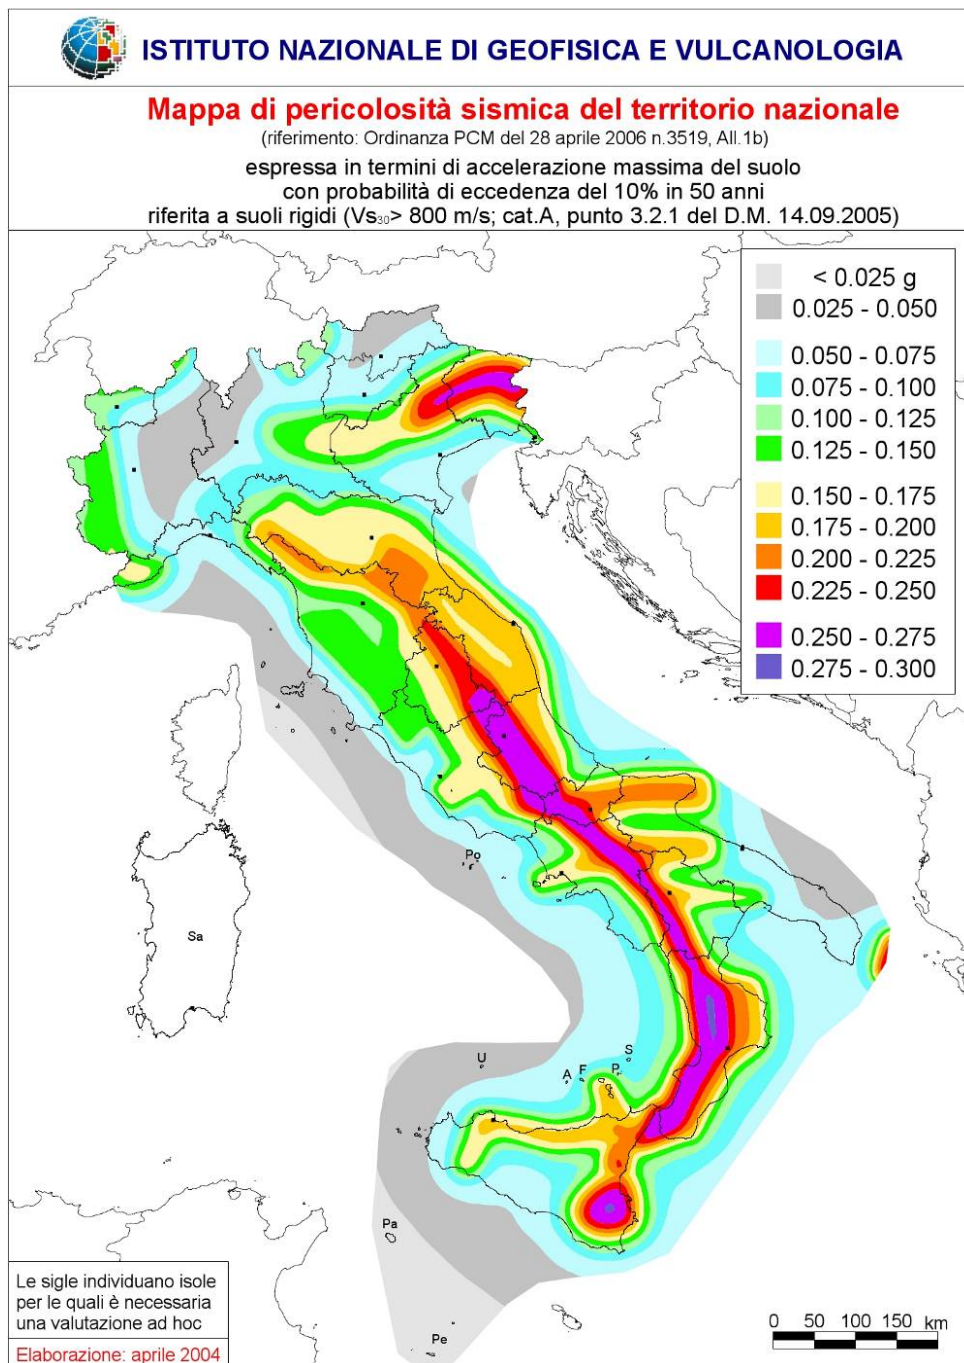 ISTITUTO NAZIONALE DI GEOFISICA E VULCANOLOGIA
Mappa di pericolosità sismica del territorio nazionale
(riferimento: Ordinanza PCM del 28 aprile 2006 n.3519, All.1b)
espressa in termini di accelerazione massima del suolo
con probabilità di eccedenza del 10% in 50 anni
riferita a suoli rigidi (Vs30> 800 m/s; cat.A, punto 3.2.1 del D.M. 14.09.2005)
< 0.025 g
0.025 - 0.050
0.050 - 0.075
0.075 - 0.100
0.100 - 0.125
0.125 - 0.150
0.150 - 0.175
0.175 - 0.200
0.200 - 0.225
0.225 - 0.250
0.250 - 0.275
0.275 - 0.300
Po
Sa
U
A
F
P
S
Pa
Pe
Le sigle individuano isole
per le quali è necessaria
una valutazione ad hoc
Elaborazione: aprile 2004
0 50 100 150 km